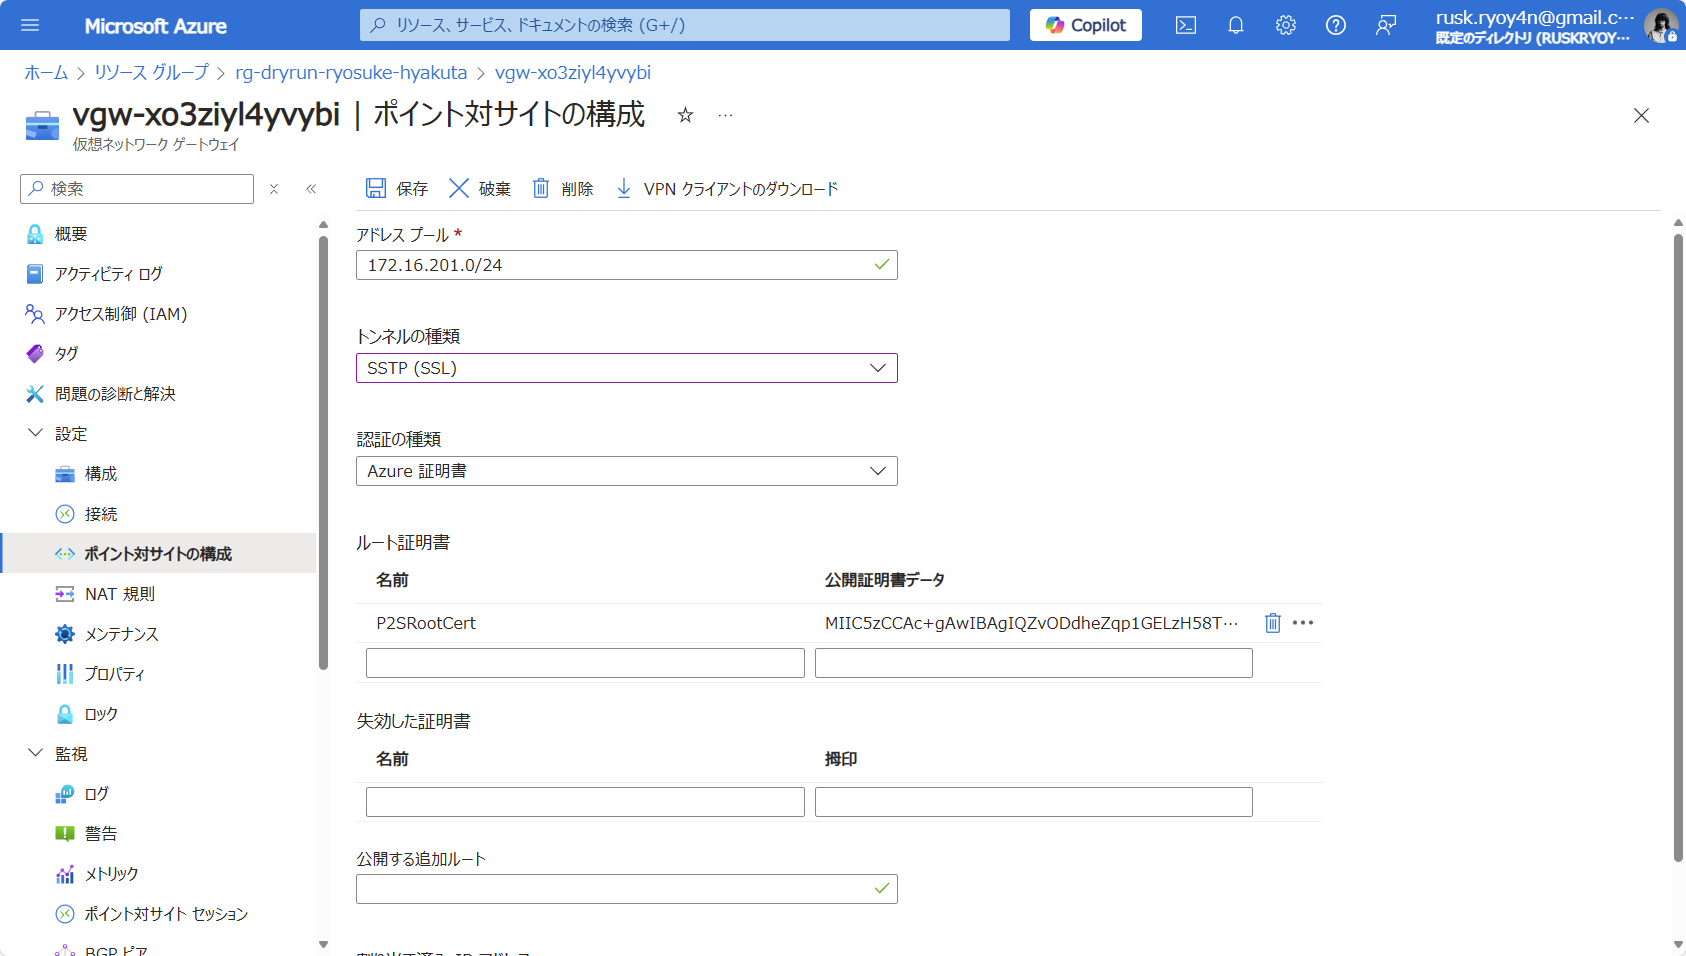 Microsoft Azure
リソース、サービス、ドキュメントの検索 (G+/)
Copilot
rusk.ryoy4n@gmail.c…
既定のディレクトリ (RUSKRYOY…
ホーム > リソース グループ > rg-dryrun-ryosuke-hyakuta > vgw-xo3ziyl4yvybi
vgw-xo3ziyl4yvybi | ポイント対サイトの構成
仮想ネットワーク ゲートウェイ
検索
保存
破棄
削除
VPN クライアントのダウンロード
概要
アクティビティ ログ
アクセス制御 (IAM)
タグ
問題の診断と解決
設定
構成
接続
ポイント対サイトの構成
NAT 規則
メンテナンス
プロパティ
ロック
監視
ログ
警告
メトリック
ポイント対サイト セッション
BGP ピア
アドレス プール *
172.16.201.0/24
トンネルの種類
SSTP (SSL)
認証の種類
Azure 証明書
ルート証明書
名前 公開証明書データ
P2SRootCert MIIC5zCCAc+gAwIBAgIQZvODdheZqp1GELzH58T…
失効した証明書
名前 拇印
公開する追加ルート
割り当て済み IP アドレス